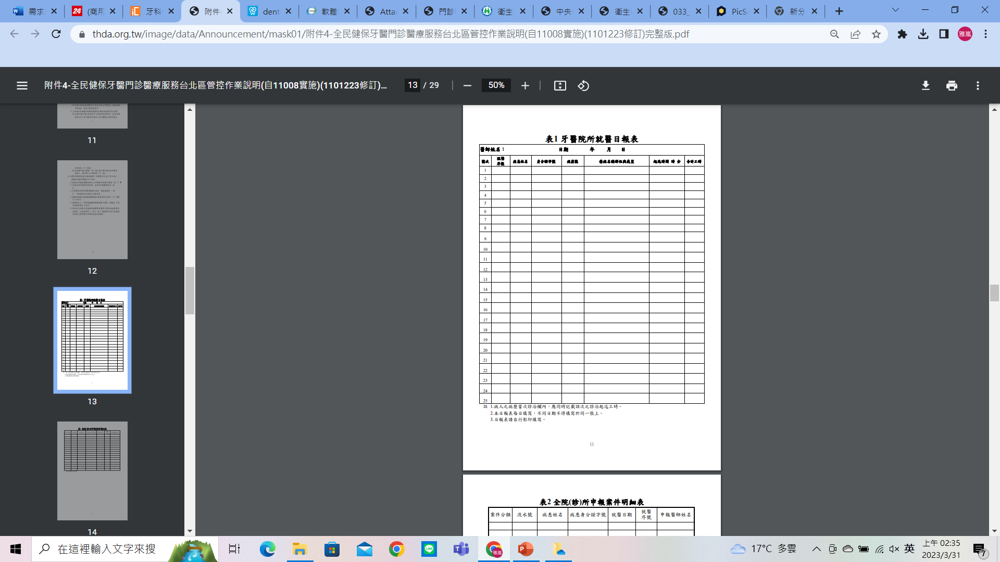 需求
(商用
牙科
附件
dent
軟體
Attac
門診
衛生
中央
衛生
033_
PicS
新分
thda.org.tw/image/data/Announcement/mask01/附件4-全民健保牙醫門診醫療服務台北區管控作業說明(自11008實施)(1101223修訂)完整版.pdf
雅嵐
附件4-全民健保牙醫門診醫療服務台北區管控作業說明(自11008實施)(1101223修訂)...
13 / 29
50%
11
12
13
14
表1 牙醫院所就醫日報表
醫師姓名： 日期 年 月 日
號次 就醫序號 病患姓名 身分證字號 病歷號 傷病名稱部位與處置 起迄時間 時 分 合計工時
1
2
3
4
5
6
7
8
9
10
11
12
13
14
15
16
17
18
19
20
21
22
23
24
25
註 1.病人之病歷當次診治欄內，應同時記載該次之診治起迄工時。
2.本日報表每日填寫，不同日期不得填寫於同一張上。
3.日報表請自行影印填寫。
11
表2 全院(診)所申報案件明細表
案件分類 流水號 病患姓名 病患身分證字號 就醫日期 就醫序號 申報醫師姓名
在這裡輸入文字來搜
17°C 多雲
英
上午 02:35
2023/3/31
7